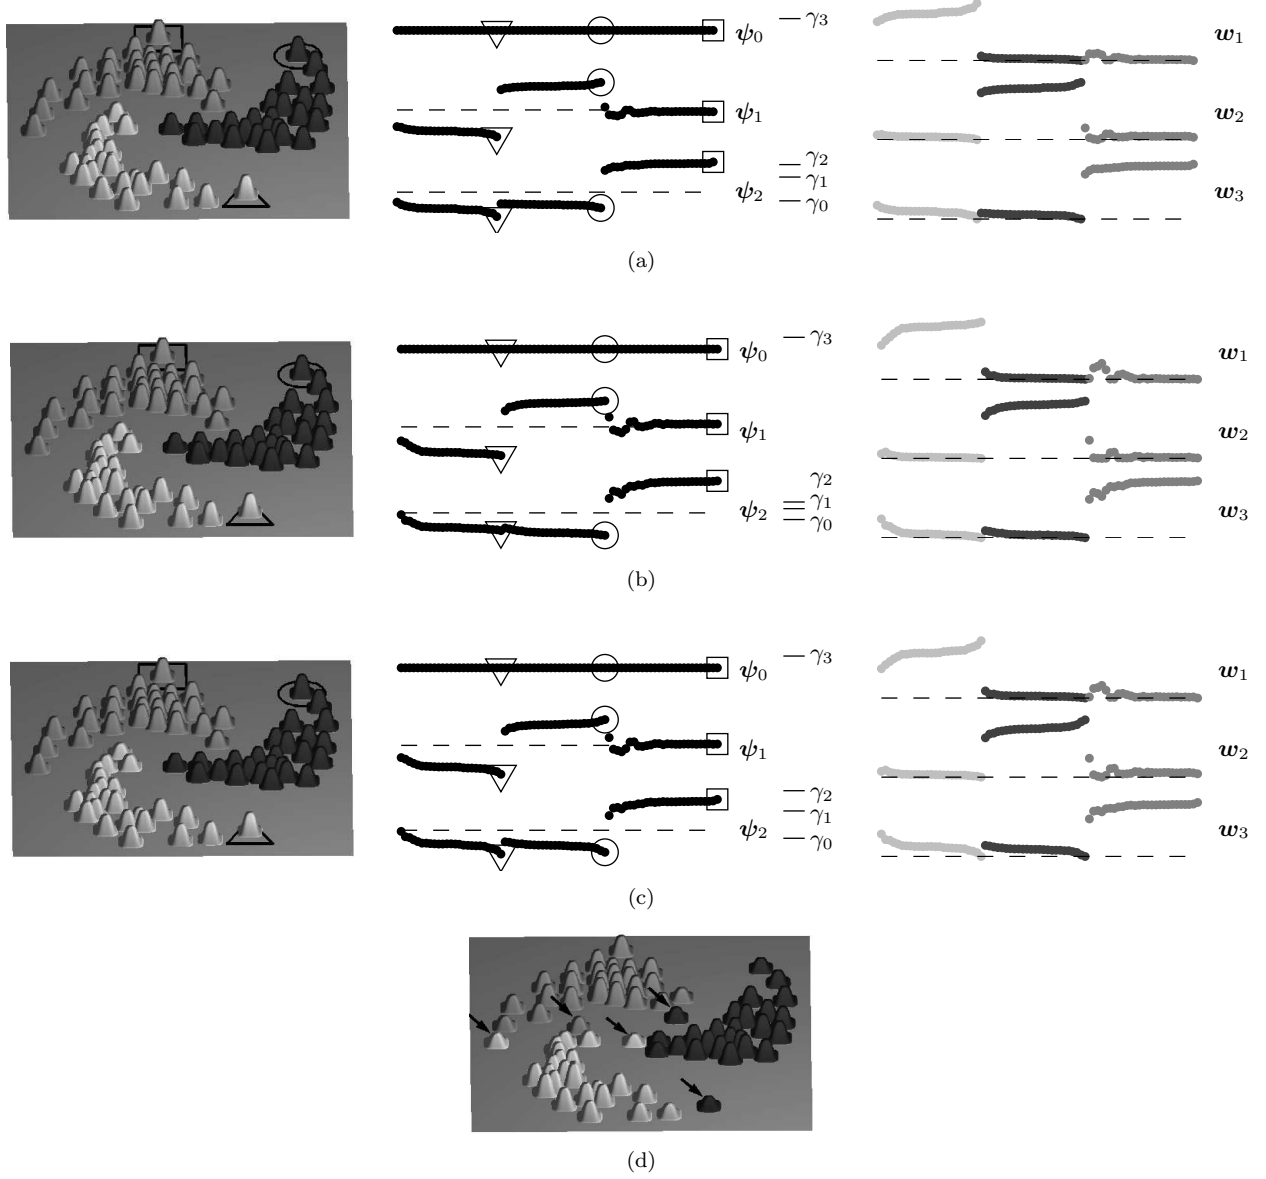 ψ₀ γ₃ w₁
ψ₁ w₂
γ₂
γ₁
ψ₂ γ₀ w₃
(a)
ψ₀ γ₃ w₁
ψ₁ w₂
γ₂
γ₁
ψ₂ γ₀ w₃
(b)
ψ₀ γ₃ w₁
ψ₁ w₂
γ₂
γ₁
ψ₂ γ₀ w₃
(c)
(d)